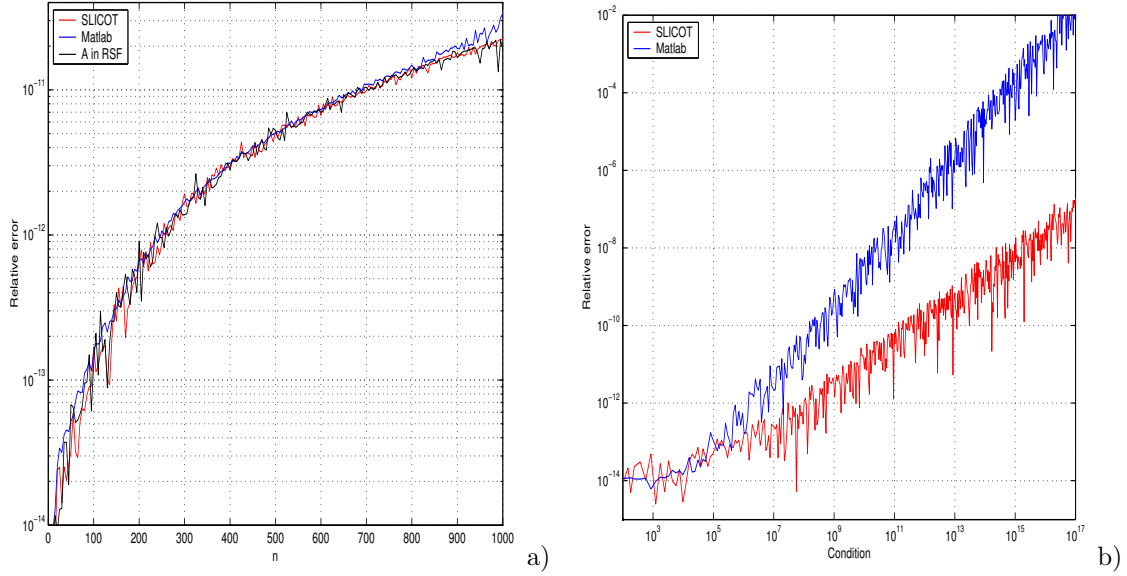 SLICOT
Matlab
A in RSF
10^-11
10^-12
10^-13
10^-14
Relative error
0 100 200 300 400 500 600 700 800 900 1000
n
a)
SLICOT
Matlab
10^-2
10^-4
10^-6
10^-8
10^-10
10^-12
10^-14
Relative error
10^3 10^5 10^7 10^9 10^11 10^13 10^15 10^17
Condition
b)